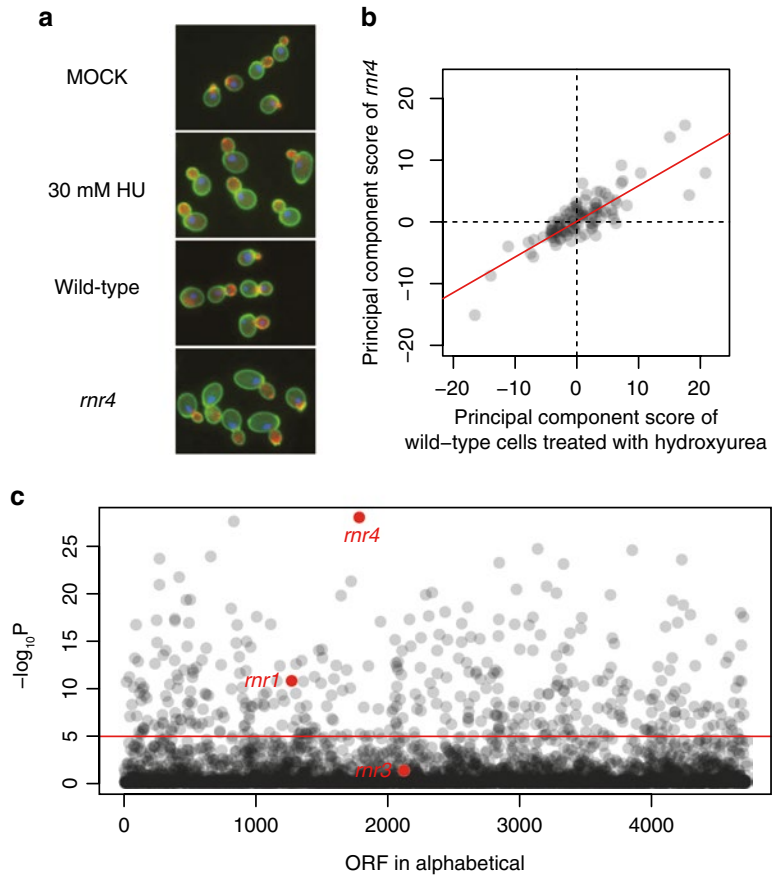 a
MOCK
30 mM HU
Wild-type
rnr4
b
Principal component score of rnr4
20
10
0
−10
−20
−20 −10 0 10 20
Principal component score of
wild−type cells treated with hydroxyurea
c
−log10P
25
20
15
10
5
0
rnr4
rnr1
rnr3
0 1000 2000 3000 4000
ORF in alphabetical